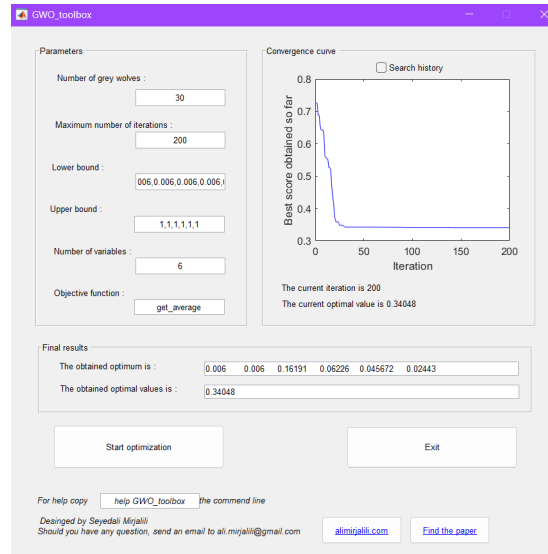 GWO_toolbox
Parameters
Number of grey wolves :
30
Maximum number of iterations :
200
Lower bound :
006,0.006,0.006,0.006,
Upper bound :
1,1,1,1,1,1
Number of variables :
6
Objective function :
get_average
Convergence curve
Search history
Best score obtained so far
0.8
0.7
0.6
0.5
0.4
0.3
0 50 100 150 200
Iteration
The current iteration is 200
The current optimal value is 0.34048
Final results
The obtained optimum is :
0.006 0.006 0.16191 0.06226 0.045672 0.02443
The obtained optimal values is :
0.34048
Start optimization
Exit
For help copy help GWO_toolbox the commend line
Desinged by Seyedali Mirjalili
Should you have any question, send an email to ali.mirjalili@gmail.com
alimirjalili.com
Find the paper